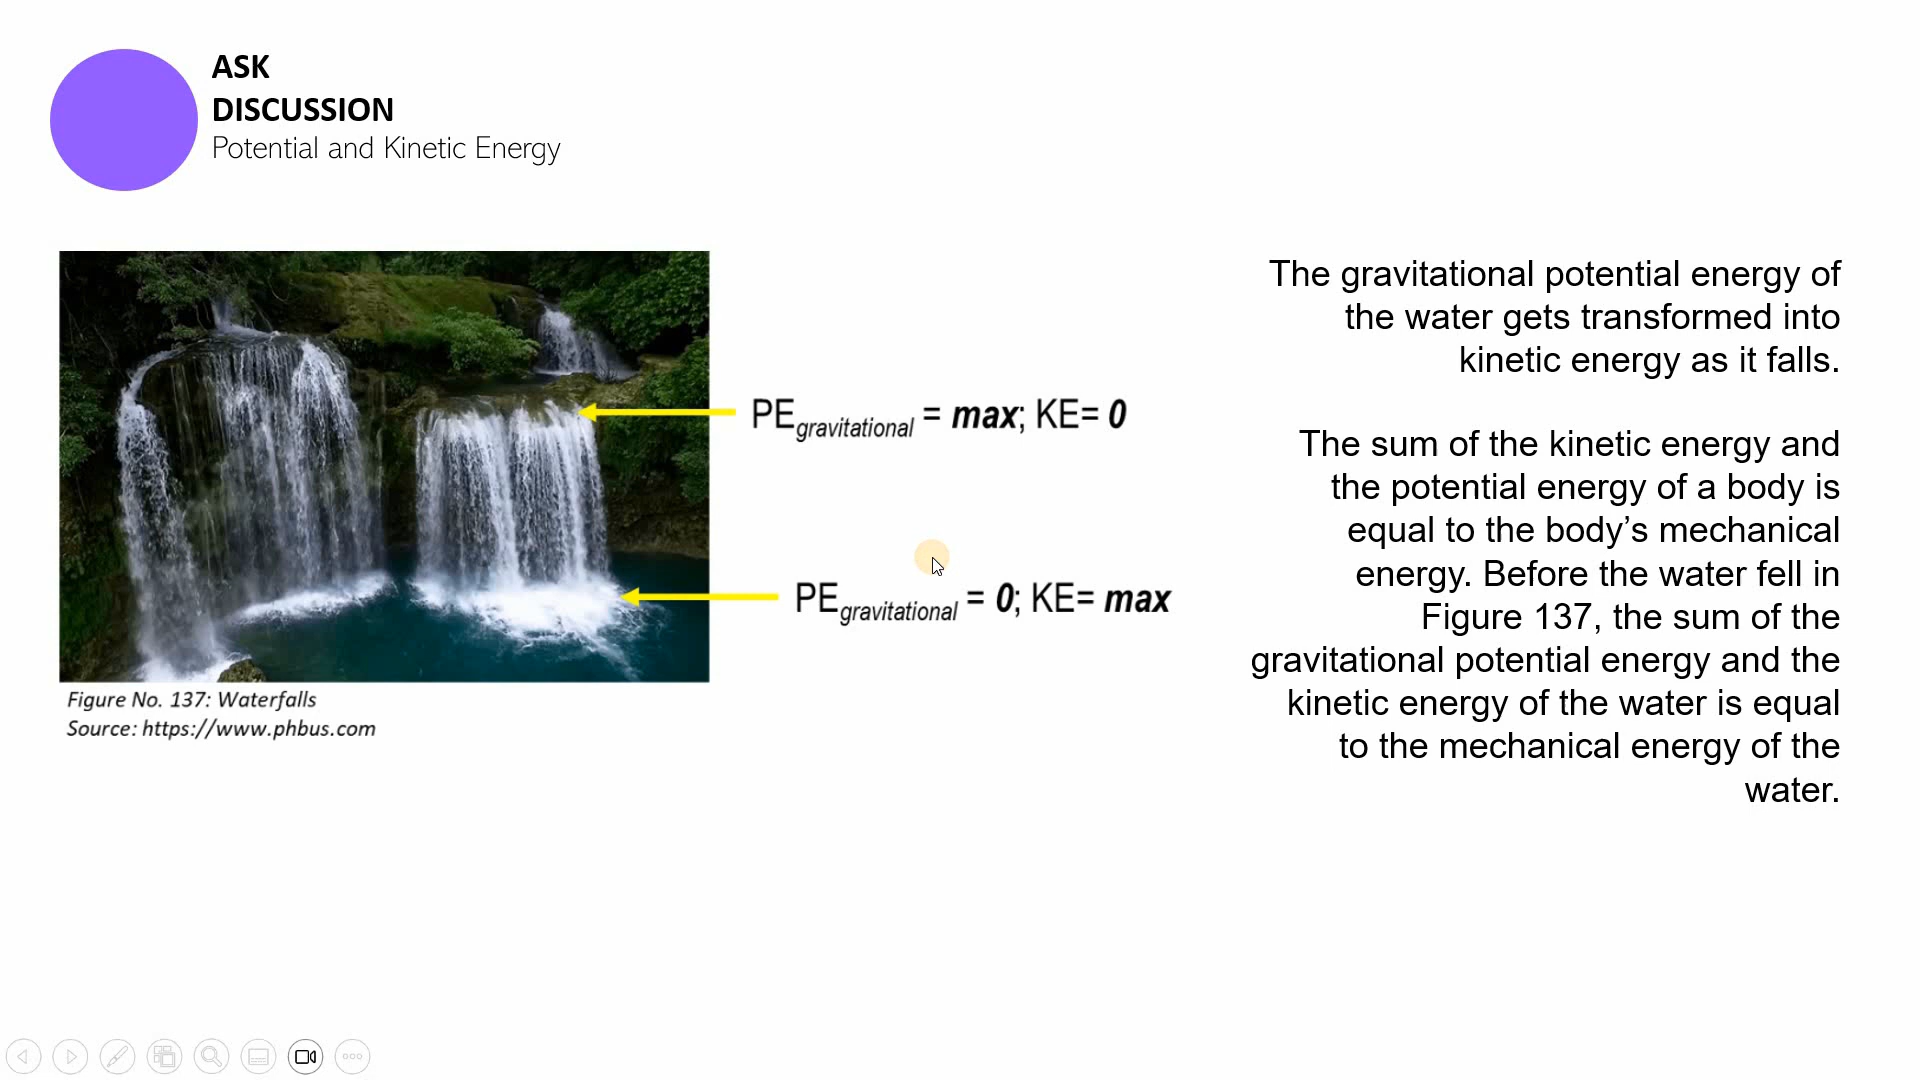 ASK
DISCUSSION
Potential and Kinetic Energy
PEgravitational = max; KE= 0
PEgravitational = 0; KE= max
Figure No. 137: Waterfalls
Source: https://www.phbus.com
The gravitational potential energy of
the water gets transformed into
kinetic energy as it falls.
The sum of the kinetic energy and
the potential energy of a body is
equal to the body’s mechanical
energy. Before the water fell in
Figure 137, the sum of the
gravitational potential energy and the
kinetic energy of the water is equal
to the mechanical energy of the
water.